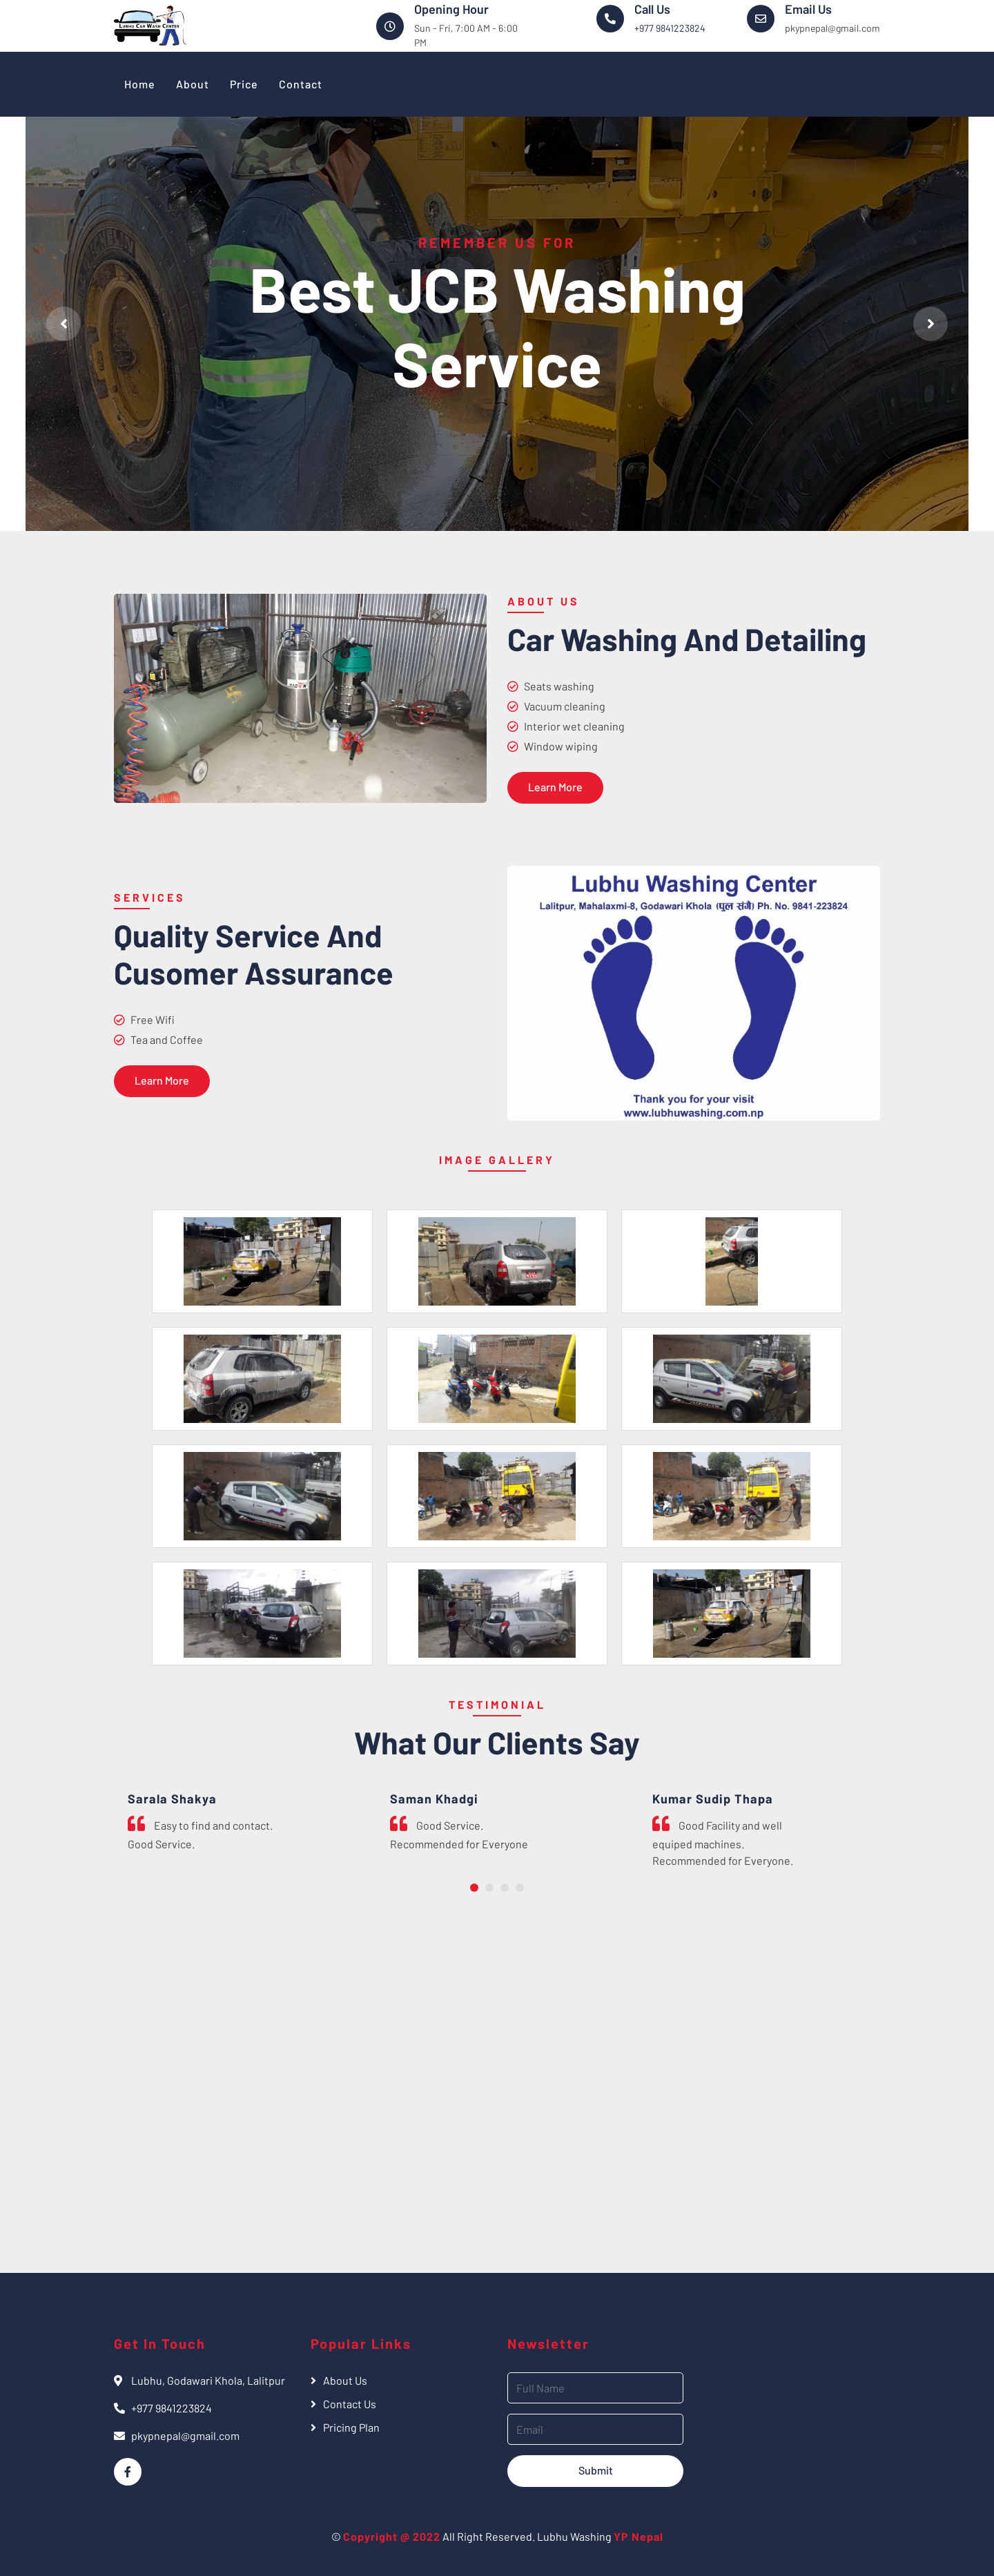 LUBHU CAR WASH CENTER
Opening Hour
Sun - Fri, 7:00 AM - 6:00
PM
Call Us
+977 9841223824
Email Us
pkypnepal@gmail.com
Home About Price Contact
REMEMBER US FOR
Best JCB Washing
Service
ABOUT US
Car Washing And Detailing
Seats washing
Vacuum cleaning
Interior wet cleaning
Window wiping
Learn More
SERVICES
Quality Service And
Cusomer Assurance
Free Wifi
Tea and Coffee
Learn More
Lubhu Washing Center
Lalitpur, Mahalaxmi-8, Godawari Khola (पुल सँगै) Ph. No. 9841-223824
Thank you for your visit
www.lubhuwashing.com.np
IMAGE GALLERY
TESTIMONIAL
What Our Clients Say
Sarala Shakya
Easy to find and contact.
Good Service.
Saman Khadgi
Good Service.
Recommended for Everyone
Kumar Sudip Thapa
Good Facility and well
equiped machines.
Recommended for Everyone.
Get In Touch
Lubhu, Godawari Khola, Lalitpur
+977 9841223824
pkypnepal@gmail.com
Popular Links
About Us
Contact Us
Pricing Plan
Newsletter
Full Name
Email
Submit
© Copyright @ 2022 All Right Reserved. Lubhu Washing YP Nepal